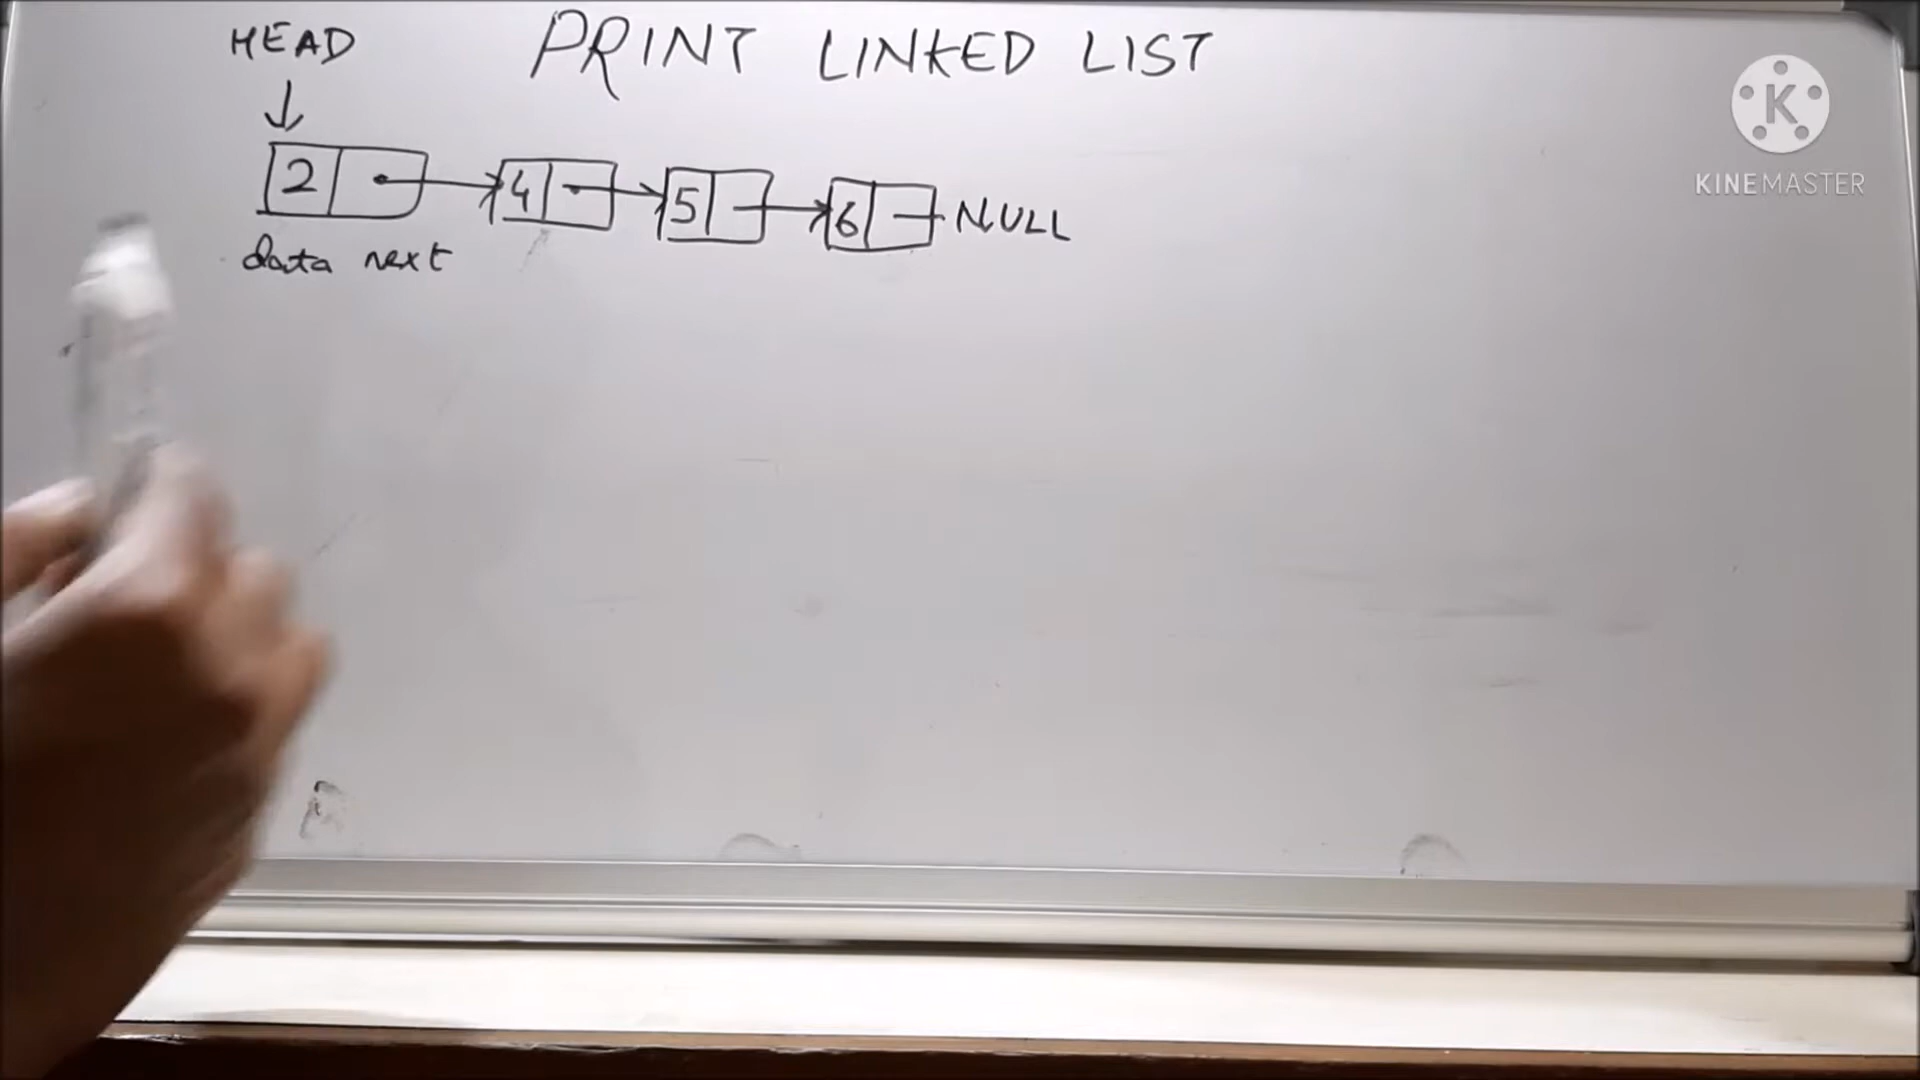 HEAD
PRINT LINKED LIST
2 4 5 6 NULL
data next
K
KINEMASTER